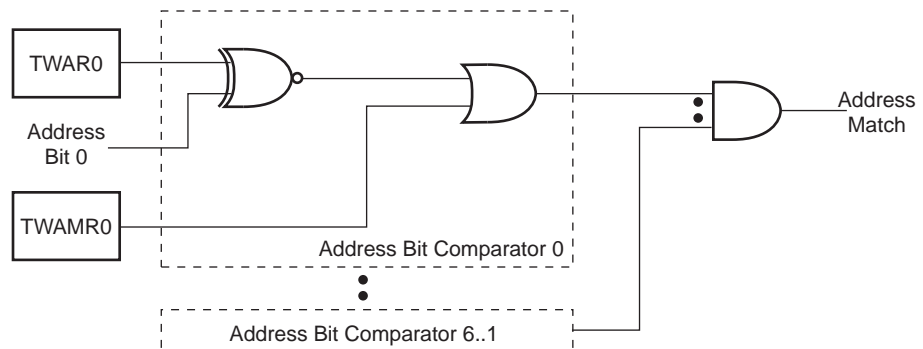 TWAR0
Address
Bit 0
TWAMR0
Address Bit Comparator 0
Address Bit Comparator 6..1
Address
Match